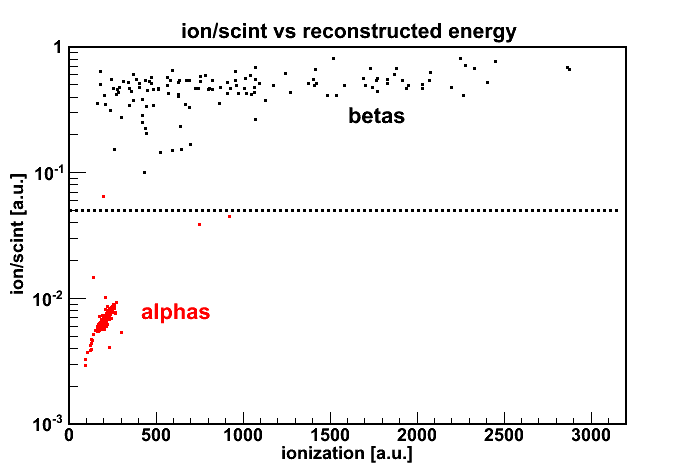 ion/scint vs reconstructed energy
ion/scint [a.u.]
1
10-1
10-2
10-3
betas
alphas
0 500 1000 1500 2000 2500 3000
ionization [a.u.]